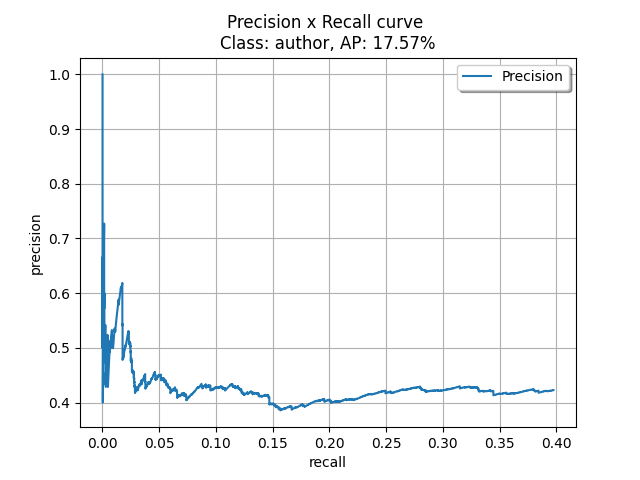 Precision x Recall curve
Class: author, AP: 17.57%
Precision
1.0
0.9
0.8
0.7
0.6
0.5
0.4
precision
0.00 0.05 0.10 0.15 0.20 0.25 0.30 0.35 0.40
recall